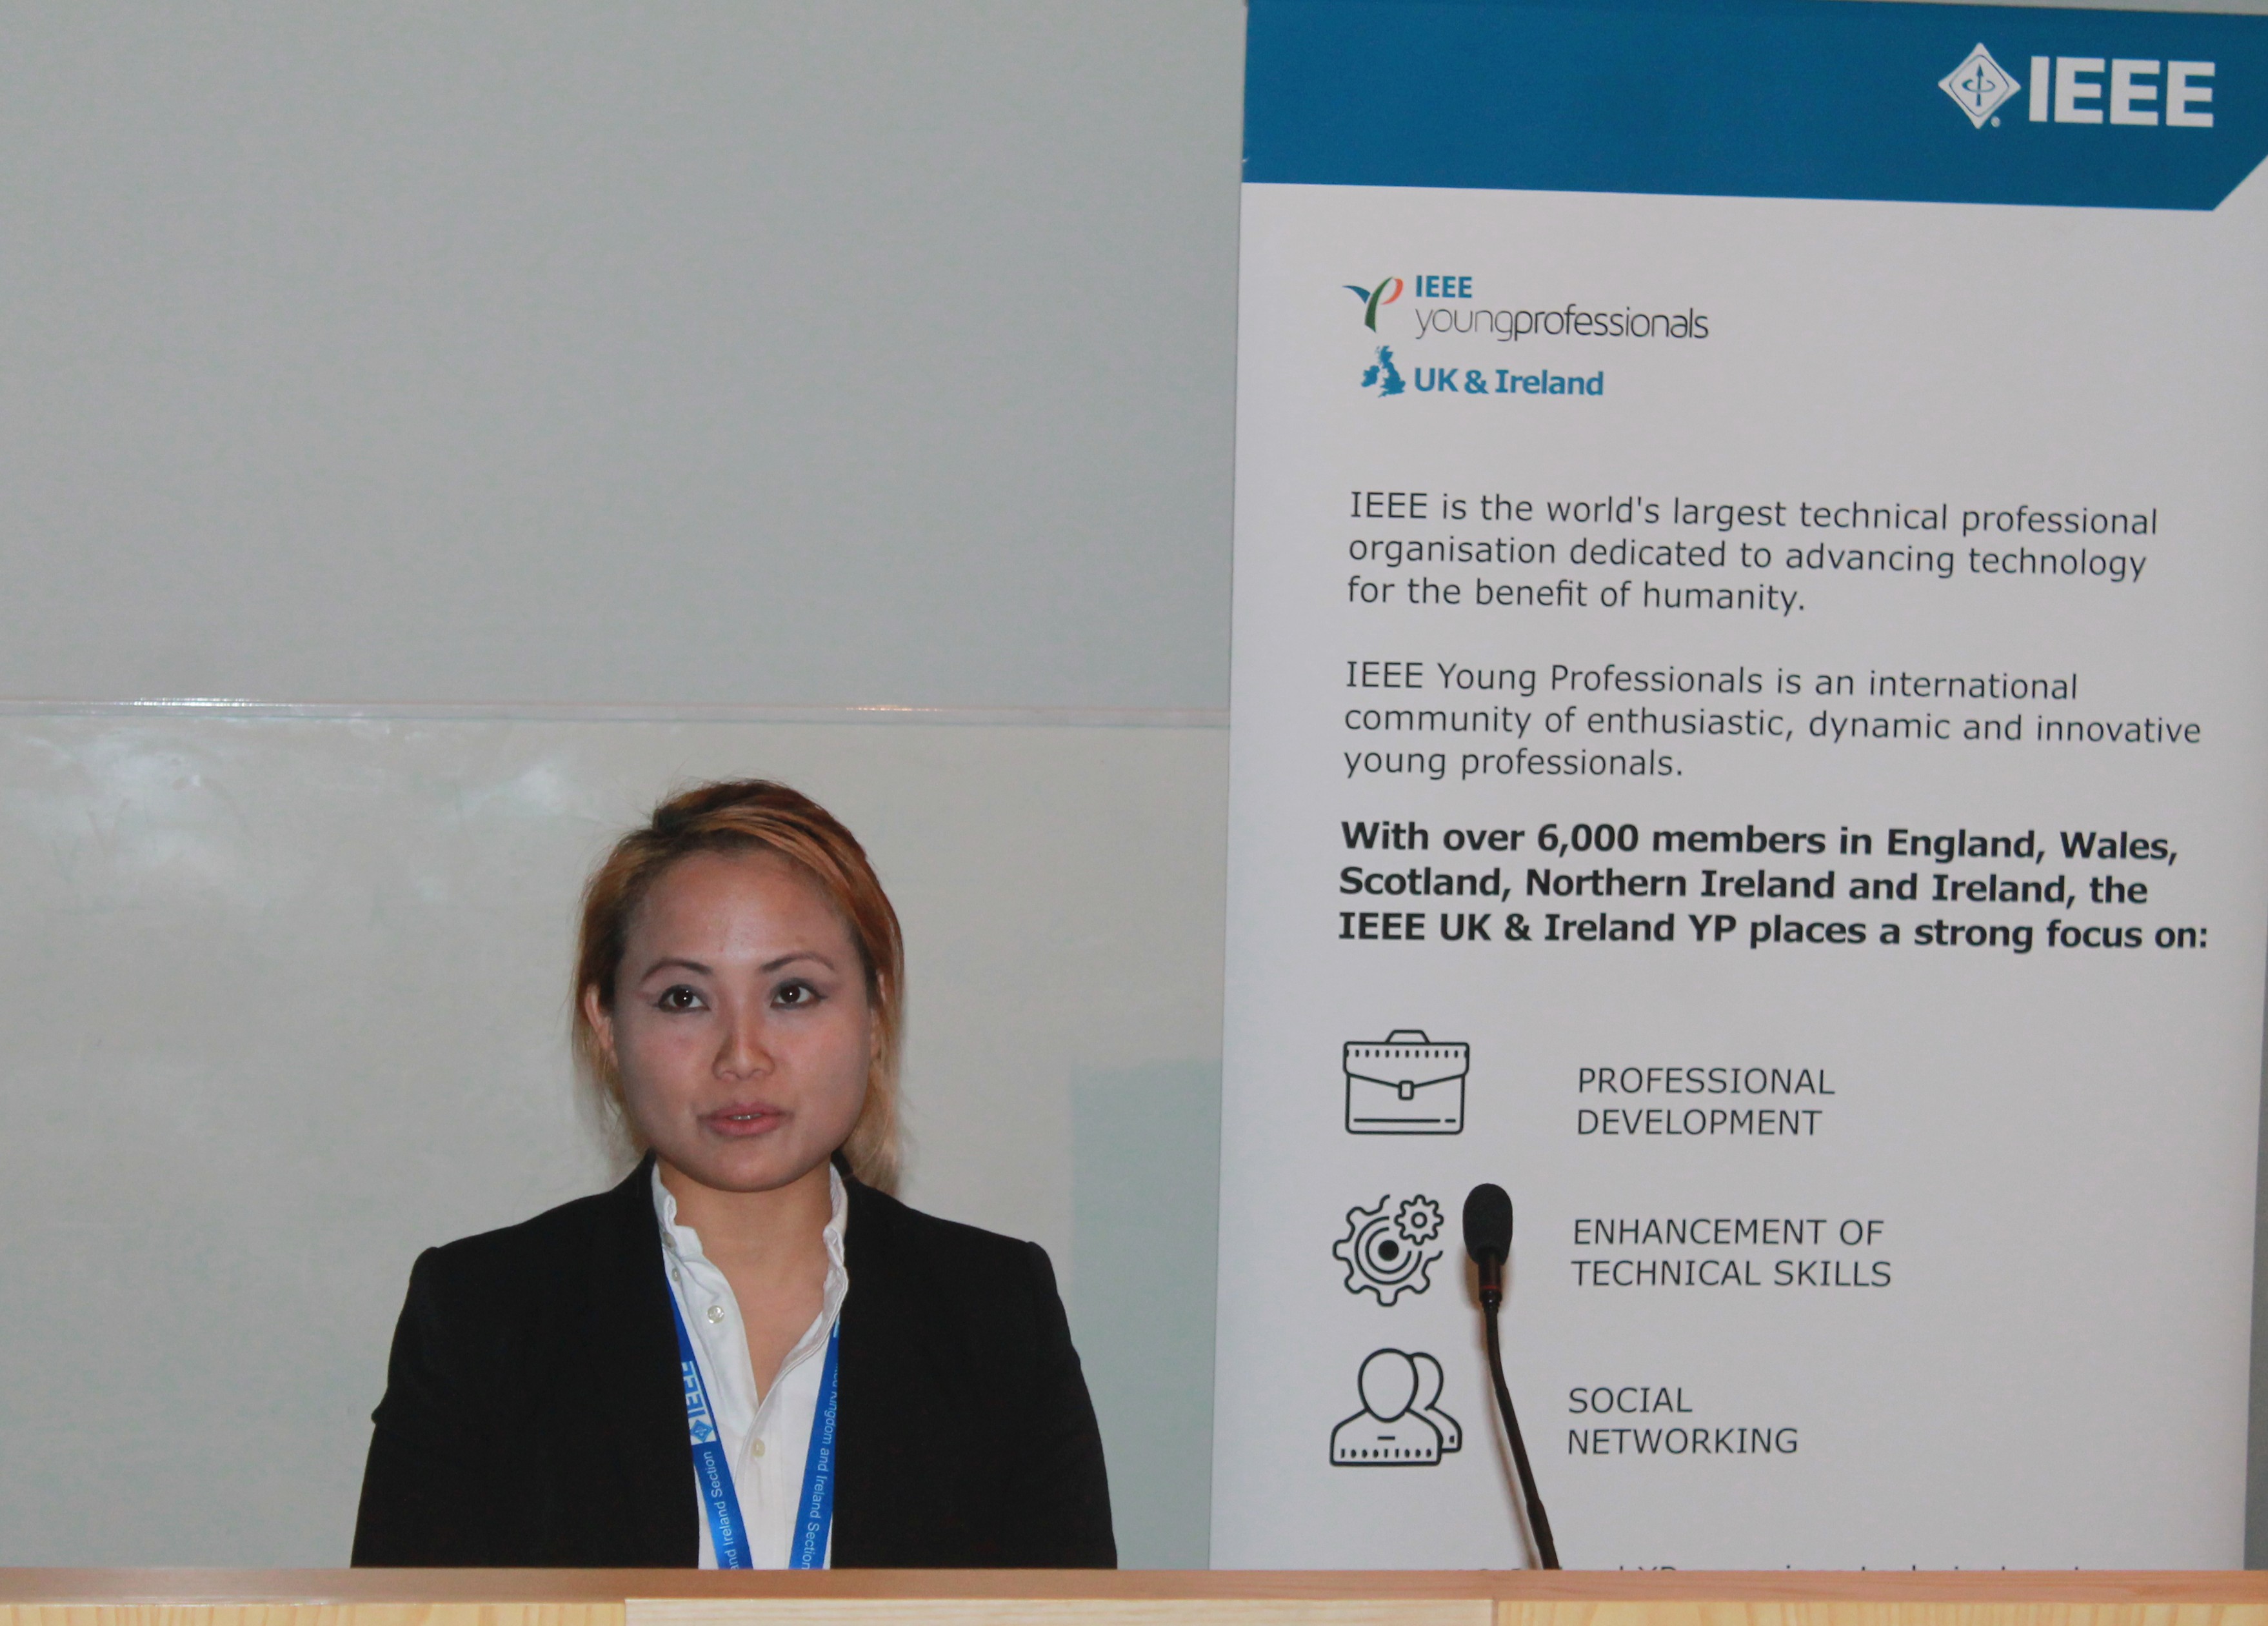 IEEE
IEEE
youngprofessionals
UK & Ireland
IEEE is the world's largest technical professional
organisation dedicated to advancing technology
for the benefit of humanity.
IEEE Young Professionals is an international
community of enthusiastic, dynamic and innovative
young professionals.
With over 6,000 members in England, Wales,
Scotland, Northern Ireland and Ireland, the
IEEE UK & Ireland YP places a strong focus on:
PROFESSIONAL
DEVELOPMENT
ENHANCEMENT OF
TECHNICAL SKILLS
SOCIAL
NETWORKING
IEEE
Ireland Section
Kingdom and Ireland Section